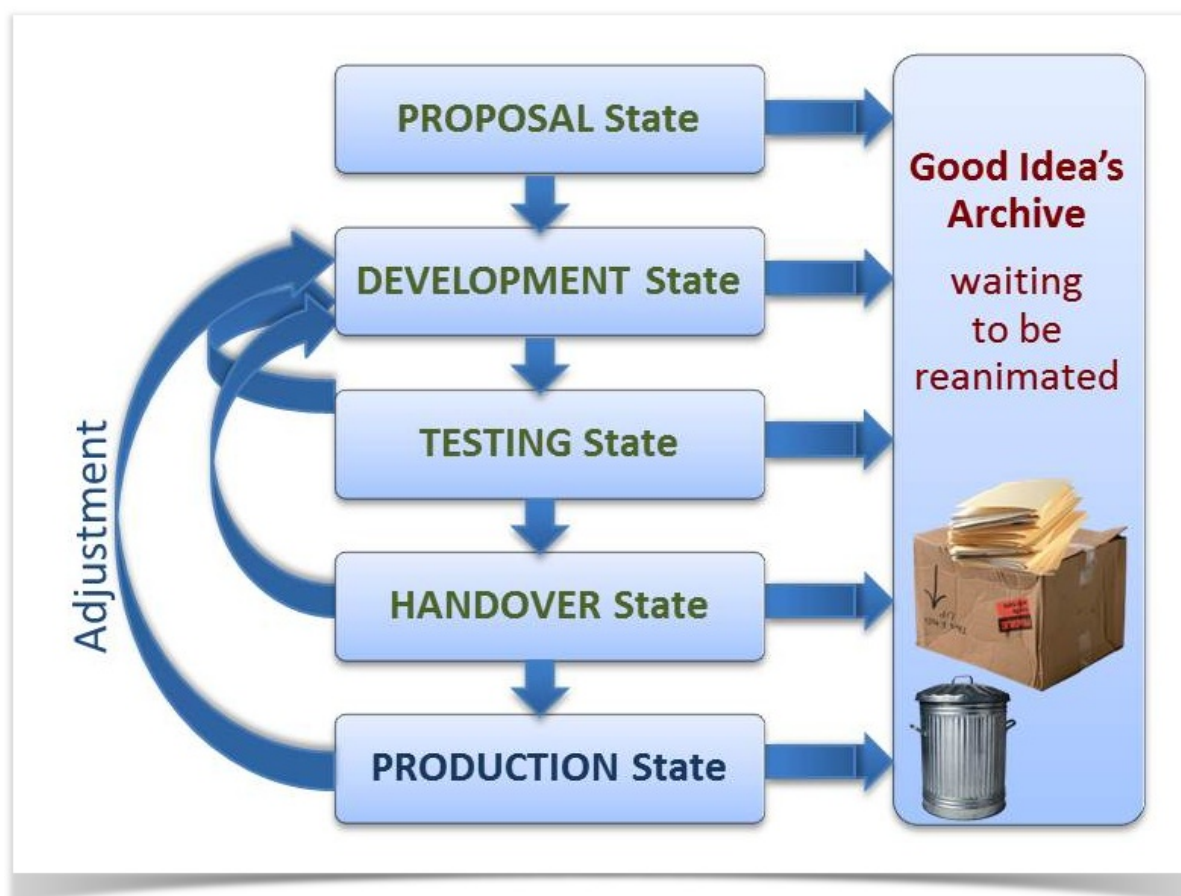 PROPOSAL State
DEVELOPMENT State
TESTING State
HANDOVER State
PRODUCTION State
Adjustment
Good Idea's
Archive
waiting
to be
reanimated